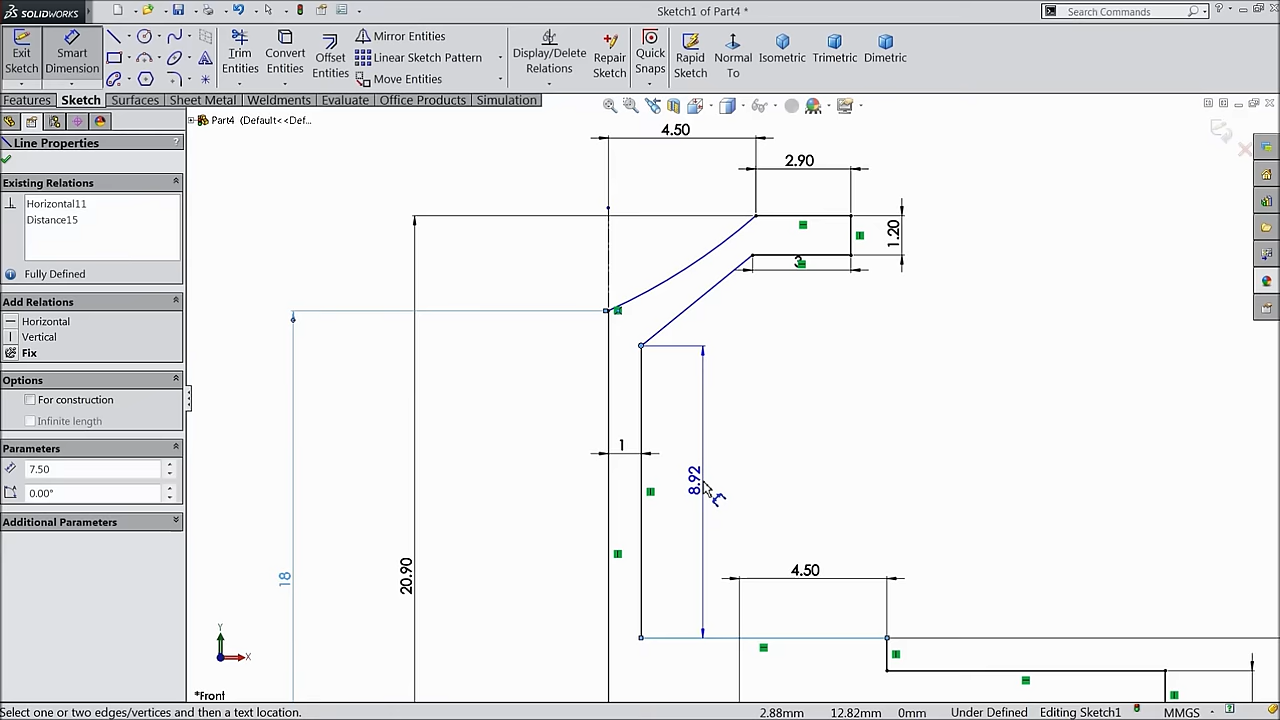 SOLIDWORKS
Sketch1 of Part4 *
Search Commands
Exit Sketch
Smart Dimension
Trim Entities
Convert Entities
Offset Entities
Mirror Entities
Linear Sketch Pattern
Move Entities
Display/Delete Relations
Repair Sketch
Quick Snaps
Rapid Sketch
Normal To
Isometric
Trimetric
Dimetric
Features
Sketch
Surfaces
Sheet Metal
Weldments
Evaluate
Office Products
Simulation
Part4 (Default<<Def...
Line Properties
?
Existing Relations
Horizontal11
Distance15
Fully Defined
Add Relations
Horizontal
Vertical
Fix
Options
For construction
Infinite length
Parameters
7.50
0.00°
Additional Parameters
4.50
2.90
1.20
3
1
8.92
18
20.90
4.50
Y
X
*Front
Select one or two edges/vertices and then a text location.
2.88mm
12.82mm
0mm
Under Defined
Editing Sketch1
MMGS